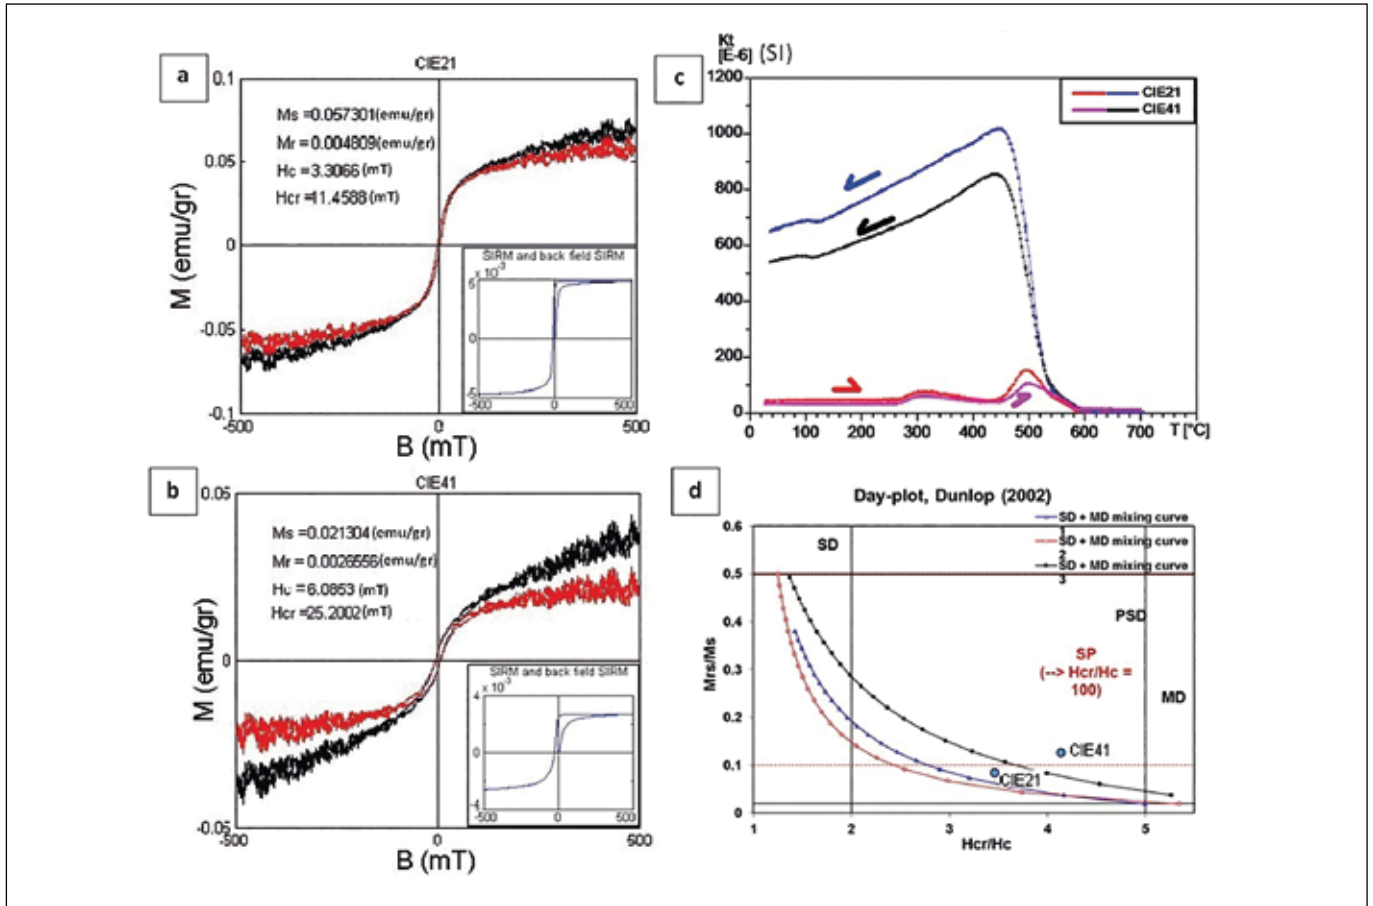 a
CIE21
0.1
0.05
0
-0.05
-0.1
M (emu/gr)
Ms =0.057301(emu/gr)
Mr =0.004809(emu/gr)
Hc =3.3066(mT)
Hcr=11.4588(mT)
SIRM and back field SIRM
x 10-3
5
0
-5
-500
0
500
-500
0
500
B (mT)
b
CIE41
0.05
0
-0.05
M (emu/gr)
Ms =0.021304(emu/gr)
Mr =0.0026556(emu/gr)
Hc =6.0853(mT)
Hcr=25.2002(mT)
SIRM and back field SIRM
x 10-3
4
0
-4
-500
0
500
-500
0
500
B (mT)
c
Kt
[E-6] (SI)
1200
1000
800
600
400
200
0
CIE21
CIE41
0
100
200
300
400
500
600
700
T [°C]
d
Day-plot, Dunlop (2002)
SD + MD mixing curve
1
SD + MD mixing curve
2
SD + MD mixing curve
3
0.6
0.5
0.4
0.3
0.2
0.1
0
Mrs/Ms
SD
PSD
SP
(--> Hcr/Hc =
100)
MD
CIE41
CIE21
1
2
3
4
5
Hcr/Hc